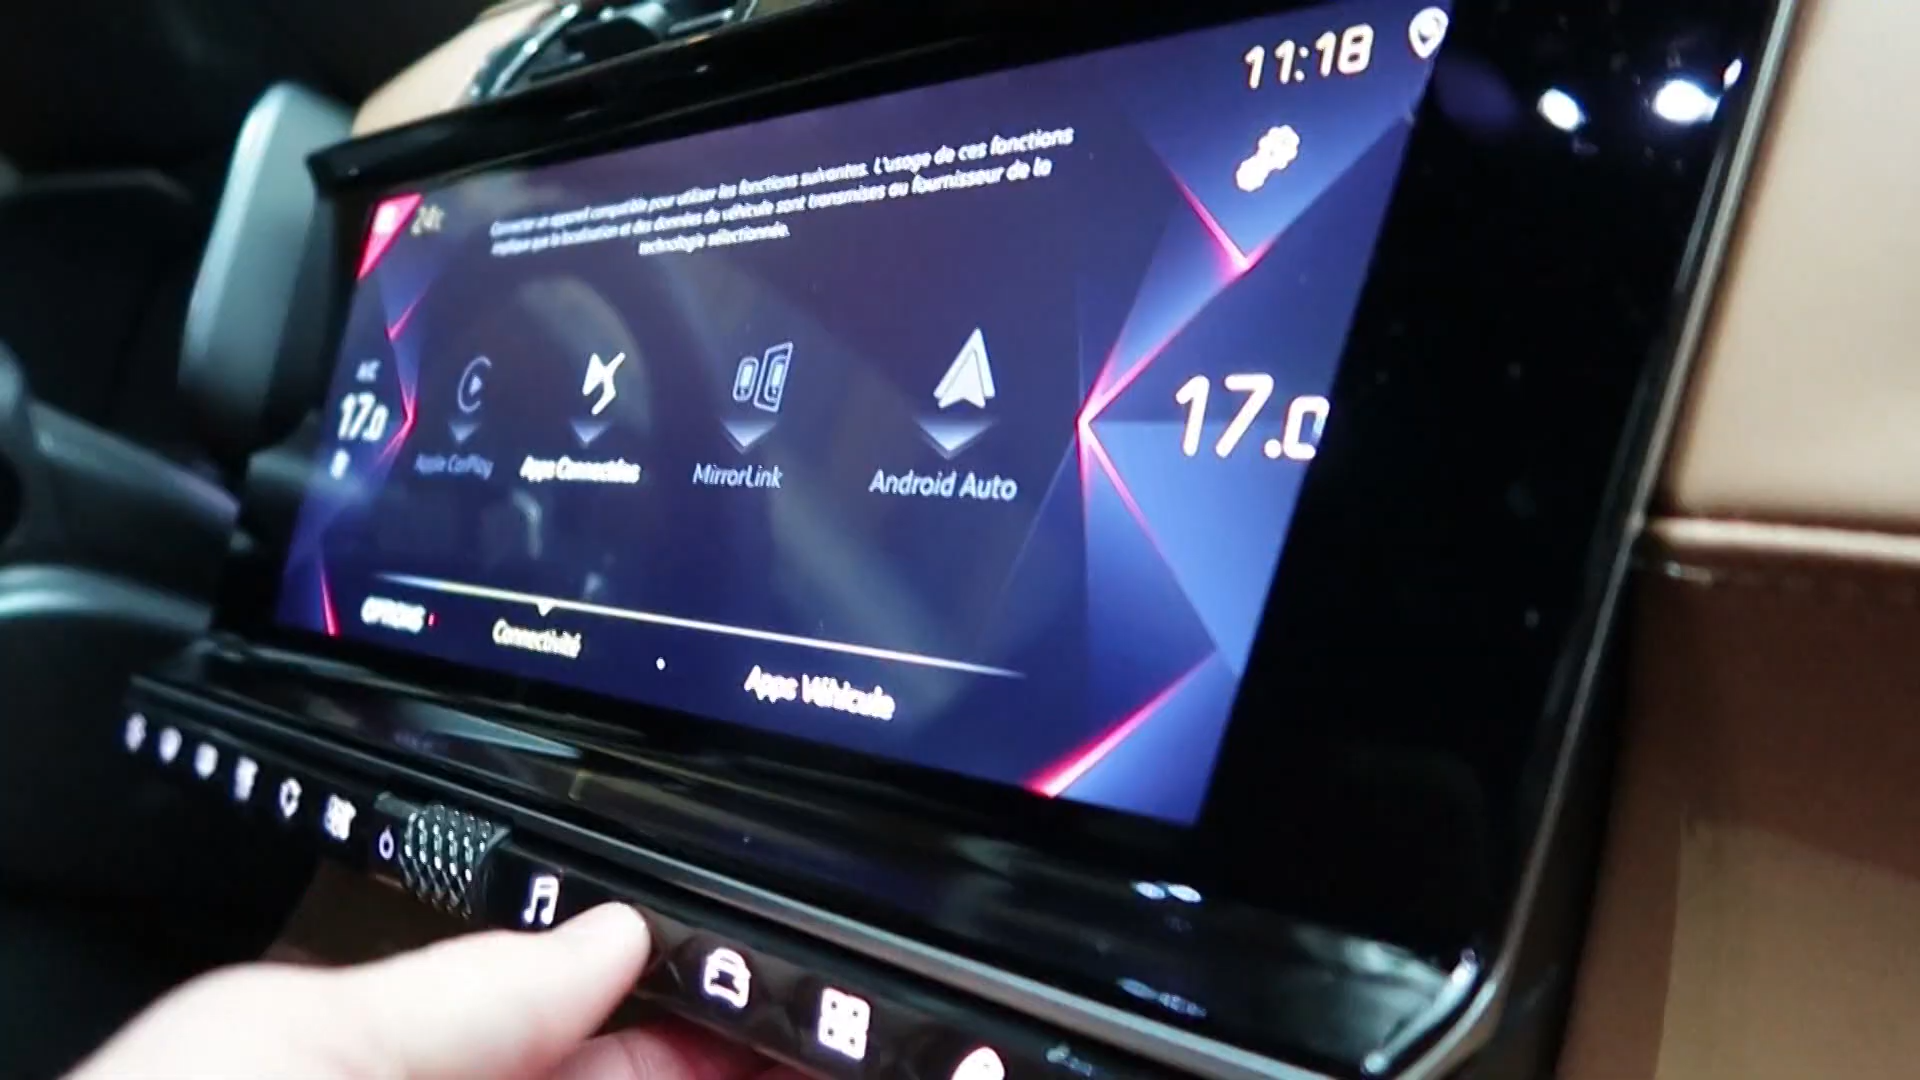 11:18
24c
Connecter un appareil compatible pour utiliser les fonctions suivantes. L'usage de ces fonctions
implique que la localisation et des données du véhicule sont transmises au fournisseur de la
technologie sélectionnée.
A/C
17.0
17.0
Apple CarPlay
Apps Connectées
MirrorLink
Android Auto
OPTIONS
Connectivité
Apps Véhicule